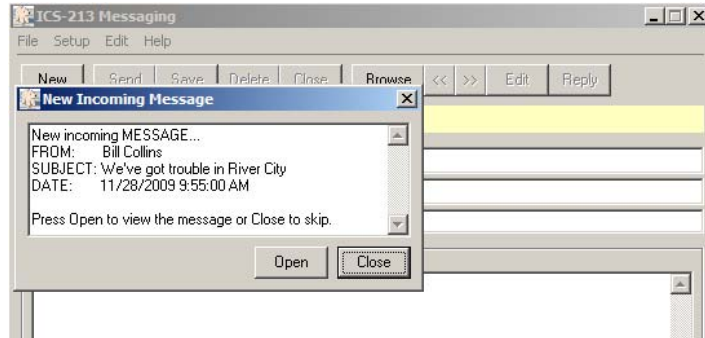 ICS-213 Messaging
File Setup Edit Help
New Send Save Delete Close Browse << >> Edit Reply
New Incoming Message
New incoming MESSAGE...
FROM: Bill Collins
SUBJECT: We've got trouble in River City
DATE: 11/28/2009 9:55:00 AM
Press Open to view the message or Close to skip.
Open Close